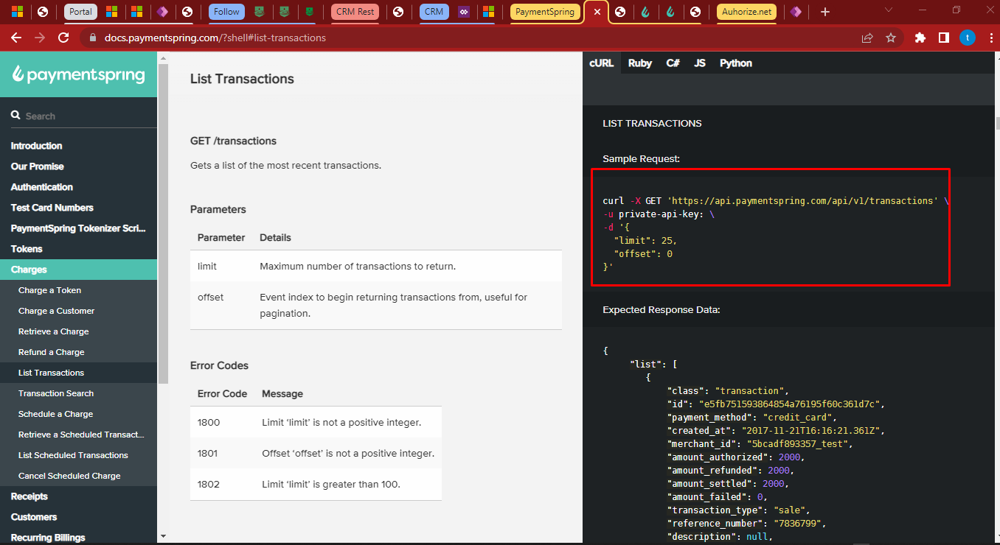 Portal
Follow
CRM Rest
CRM
PaymentSpring
Auhorize.net
docs.paymentspring.com/?shell#list-transactions
t
paymentspring
Search
Introduction
Our Promise
Authentication
Test Card Numbers
PaymentSpring Tokenizer Scri...
Tokens
Charges
Charge a Token
Charge a Customer
Retrieve a Charge
Refund a Charge
List Transactions
Transaction Search
Schedule a Charge
Retrieve a Scheduled Transact...
List Scheduled Transactions
Cancel Scheduled Charge
Receipts
Customers
Recurring Billings
List Transactions
GET /transactions
Gets a list of the most recent transactions.
Parameters
Parameter Details
limit Maximum number of transactions to return.
offset Event index to begin returning transactions from, useful for
pagination.
Error Codes
Error Code Message
1800 Limit ‘limit’ is not a positive integer.
1801 Offset ‘offset’ is not a positive integer.
1802 Limit ‘limit’ is greater than 100.
cURL Ruby C# JS Python
LIST TRANSACTIONS
Sample Request:
curl -X GET 'https://api.paymentspring.com/api/v1/transactions' \
-u private-api-key: \
-d '{
"limit": 25,
"offset": 0
}'
Expected Response Data:
{
"list": [
{
"class": "transaction",
"id": "e5fb751593864854a76195f60c361d7c",
"payment_method": "credit_card",
"created_at": "2017-11-21T16:16:21.361Z",
"merchant_id": "5bcadf893357_test",
"amount_authorized": 2000,
"amount_refunded": 2000,
"amount_settled": 2000,
"amount_failed": 0,
"transaction_type": "sale",
"reference_number": "7836799",
"description": null,